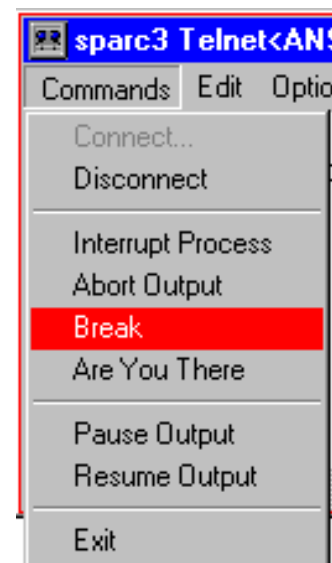 sparc3 Telnet<ANS
Commands Edit Optio
Connect...
Disconnect
Interrupt Process
Abort Output
Break
Are You There
Pause Output
Resume Output
Exit